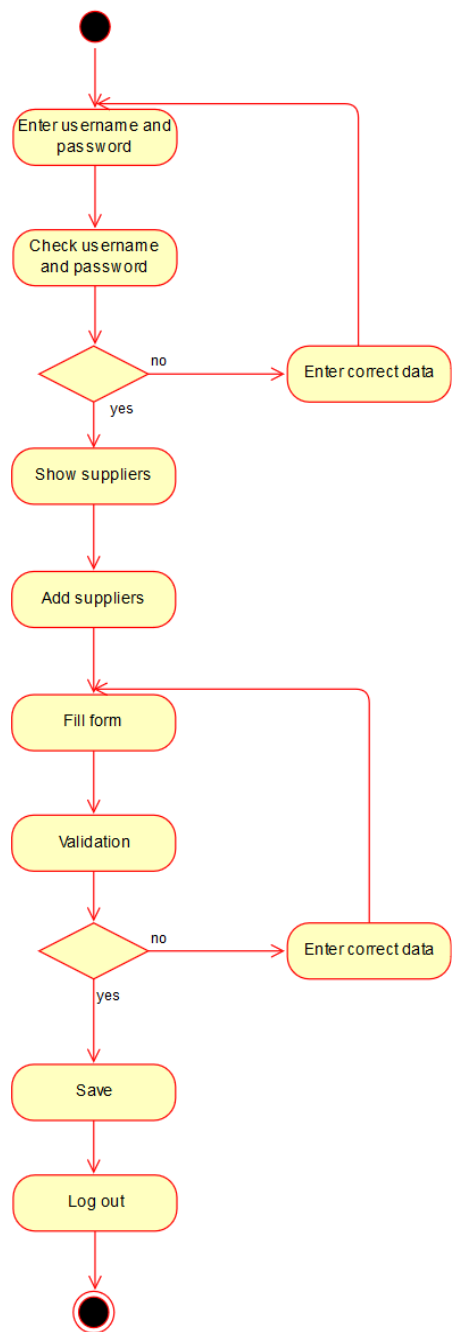 Enter username and
password
Check username
and password
no
Enter correct data
yes
Show suppliers
Add suppliers
Fill form
Validation
no
Enter correct data
yes
Save
Log out